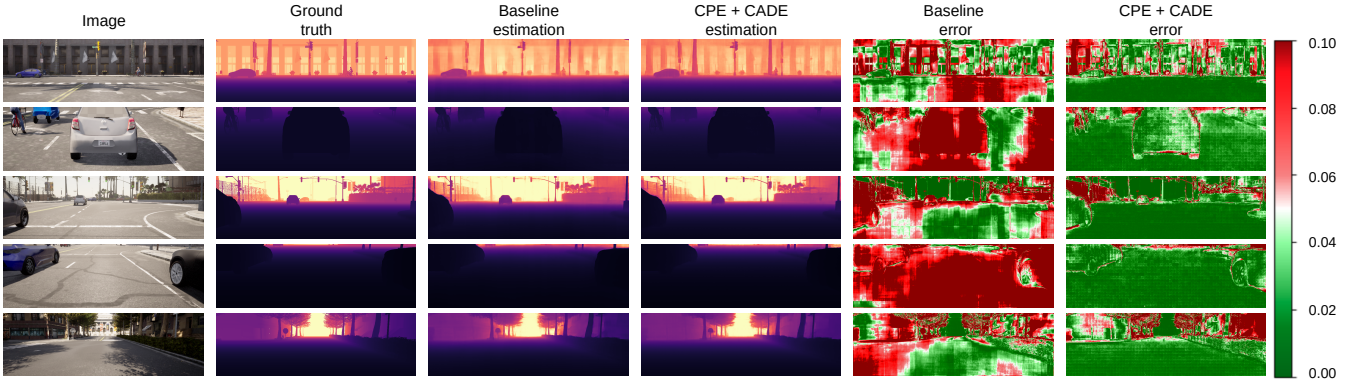 Image
Ground
truth
Baseline
estimation
CPE + CADE
estimation
Baseline
error
CPE + CADE
error
0.10
0.08
0.06
0.04
0.02
0.00